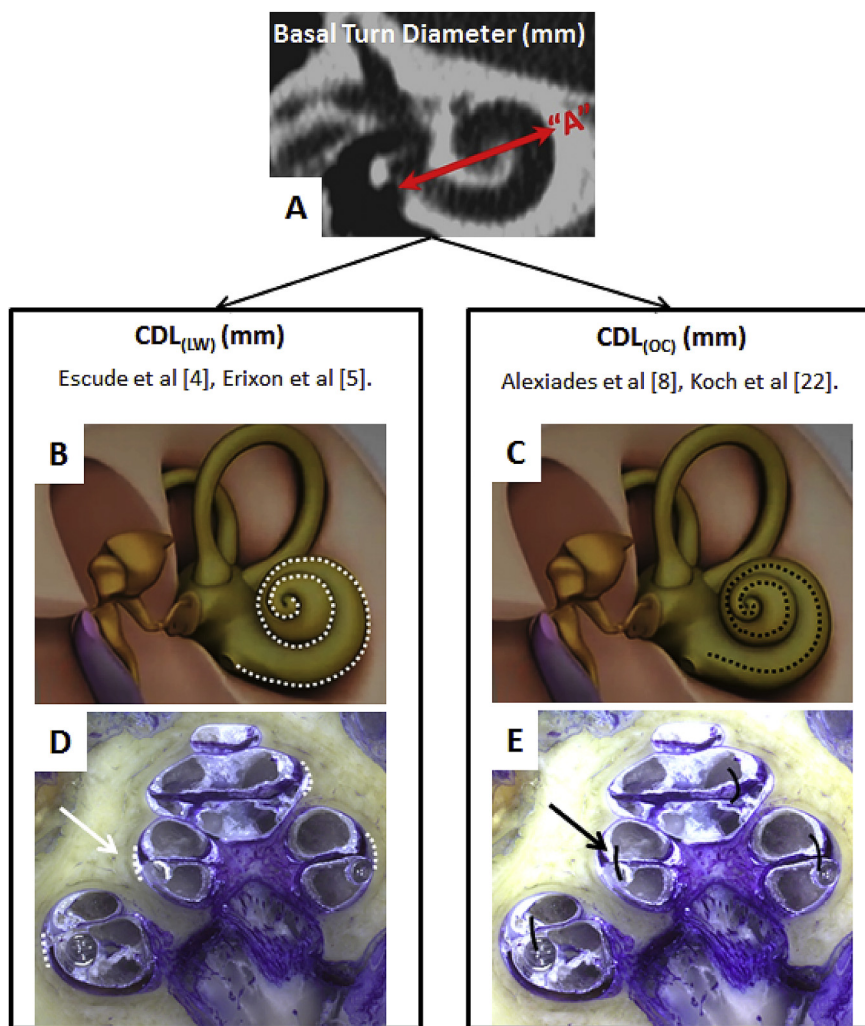 Basal Turn Diameter (mm)
"A"
A
CDL(LW) (mm)
Escude et al [4], Erixon et al [5].
B
D
CDL(OC) (mm)
Alexiades et al [8], Koch et al [22].
C
E